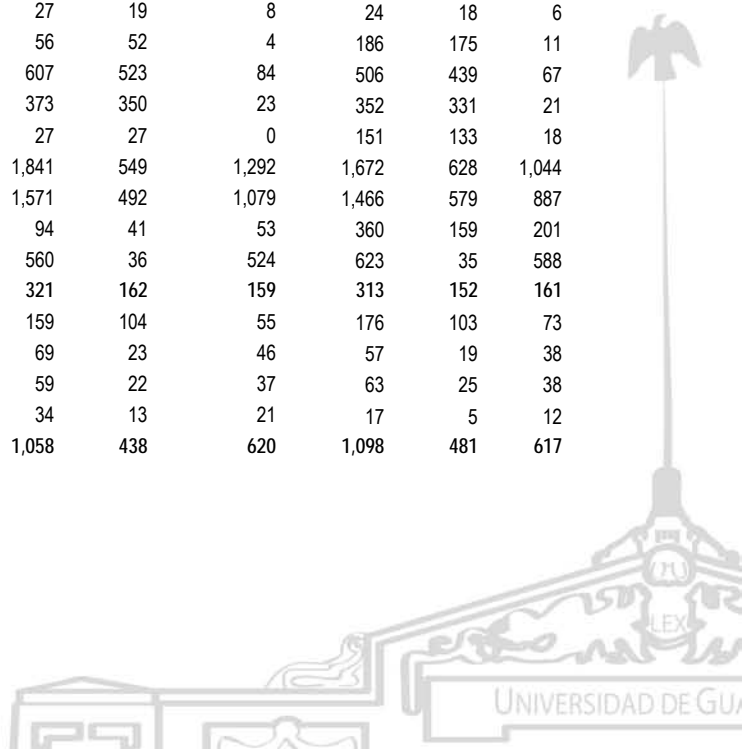 27 19 8 24 18 6
56 52 4 186 175 11
607 523 84 506 439 67
373 350 23 352 331 21
27 27 0 151 133 18
1,841 549 1,292 1,672 628 1,044
1,571 492 1,079 1,466 579 887
94 41 53 360 159 201
560 36 524 623 35 588
321 162 159 313 152 161
159 104 55 176 103 73
69 23 46 57 19 38
59 22 37 63 25 38
34 13 21 17 5 12
1,058 438 620 1,098 481 617
LEX
UNIVERSIDAD DE GUA